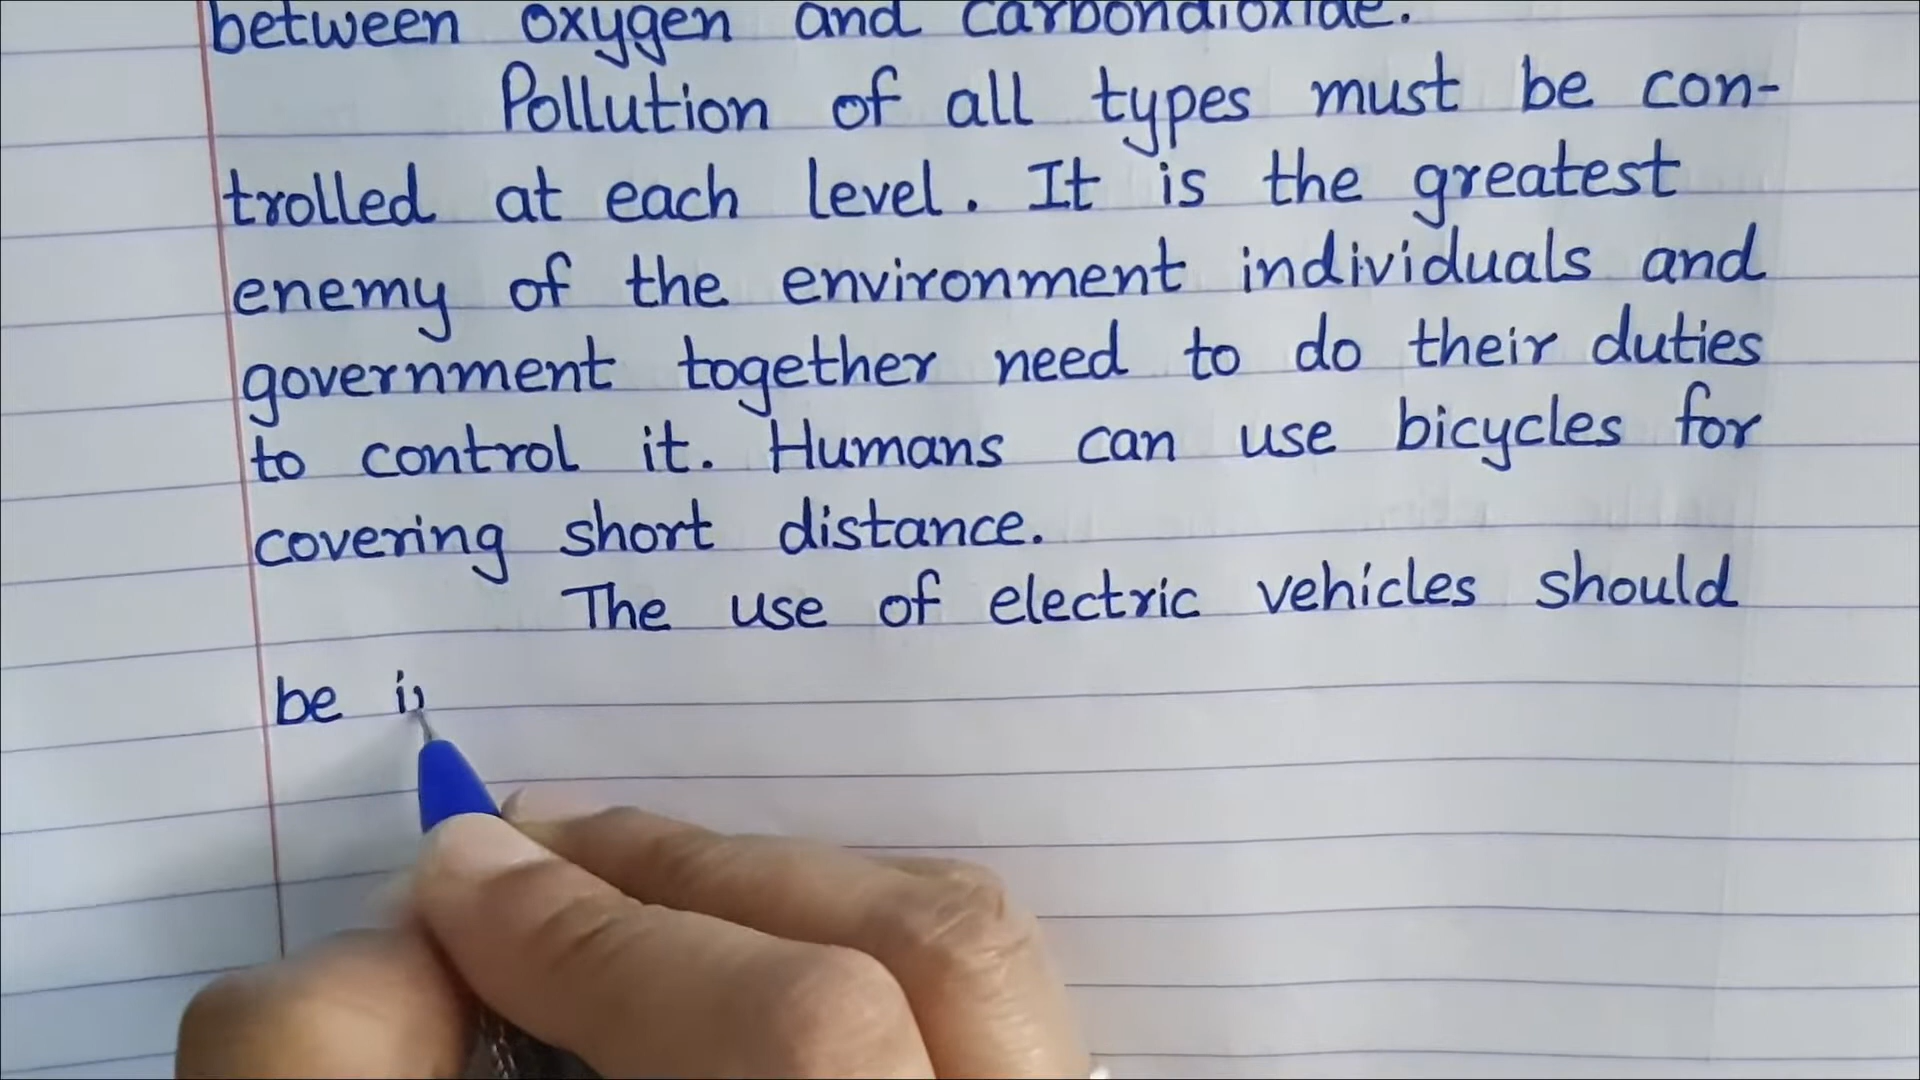 between oxygen and carbondioxide.
Pollution of all types must be con-
trolled at each level. It is the greatest
enemy of the environment individuals and
government together need to do their duties
to control it. Humans can use bicycles for
covering short distance.
The use of electric vehicles should
be